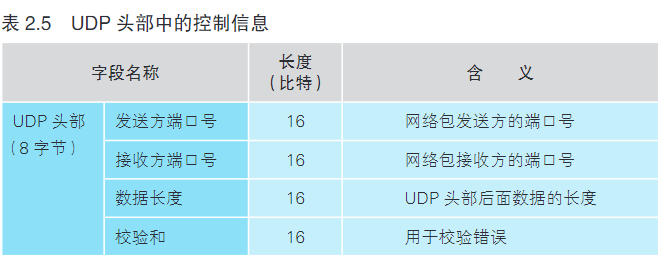 表 2.5 UDP 头部中的控制信息
字段名称 长度（比特） 含 义
UDP 头部（8 字节） 发送方端口号 16 网络包发送方的端口号
接收方端口号 16 网络包接收方的端口号
数据长度 16 UDP 头部后面数据的长度
校验和 16 用于校验错误